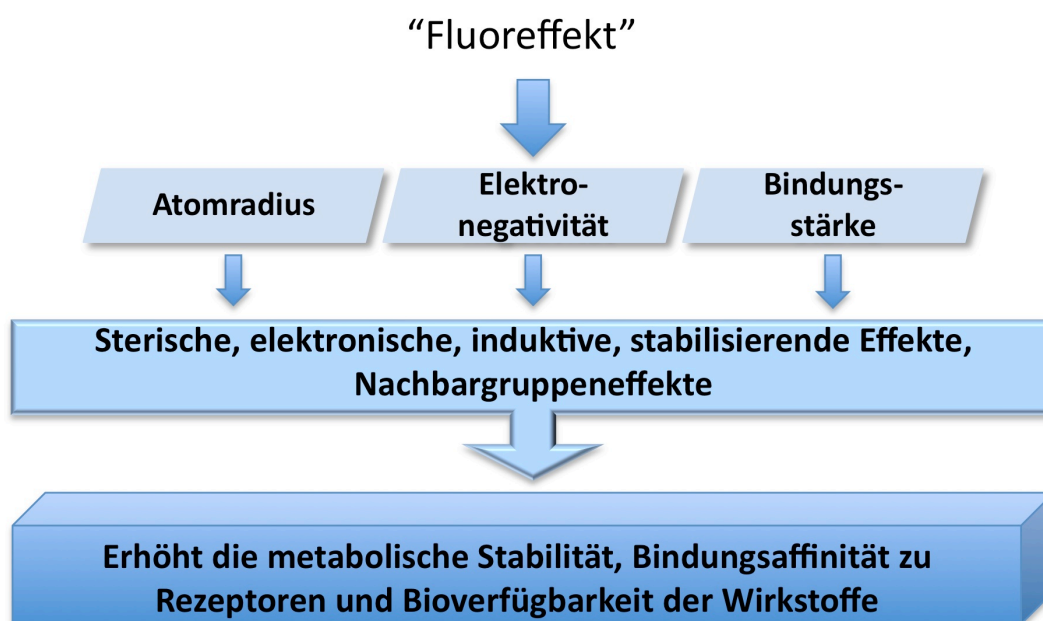 “Fluoreffekt”
Atomradius
Elektro-
negativität
Bindungs-
stärke
Sterische, elektronische, induktive, stabilisierende Effekte,
Nachbargruppeneffekte
Erhöht die metabolische Stabilität, Bindungsaffinität zu
Rezeptoren und Bioverfügbarkeit der Wirkstoffe